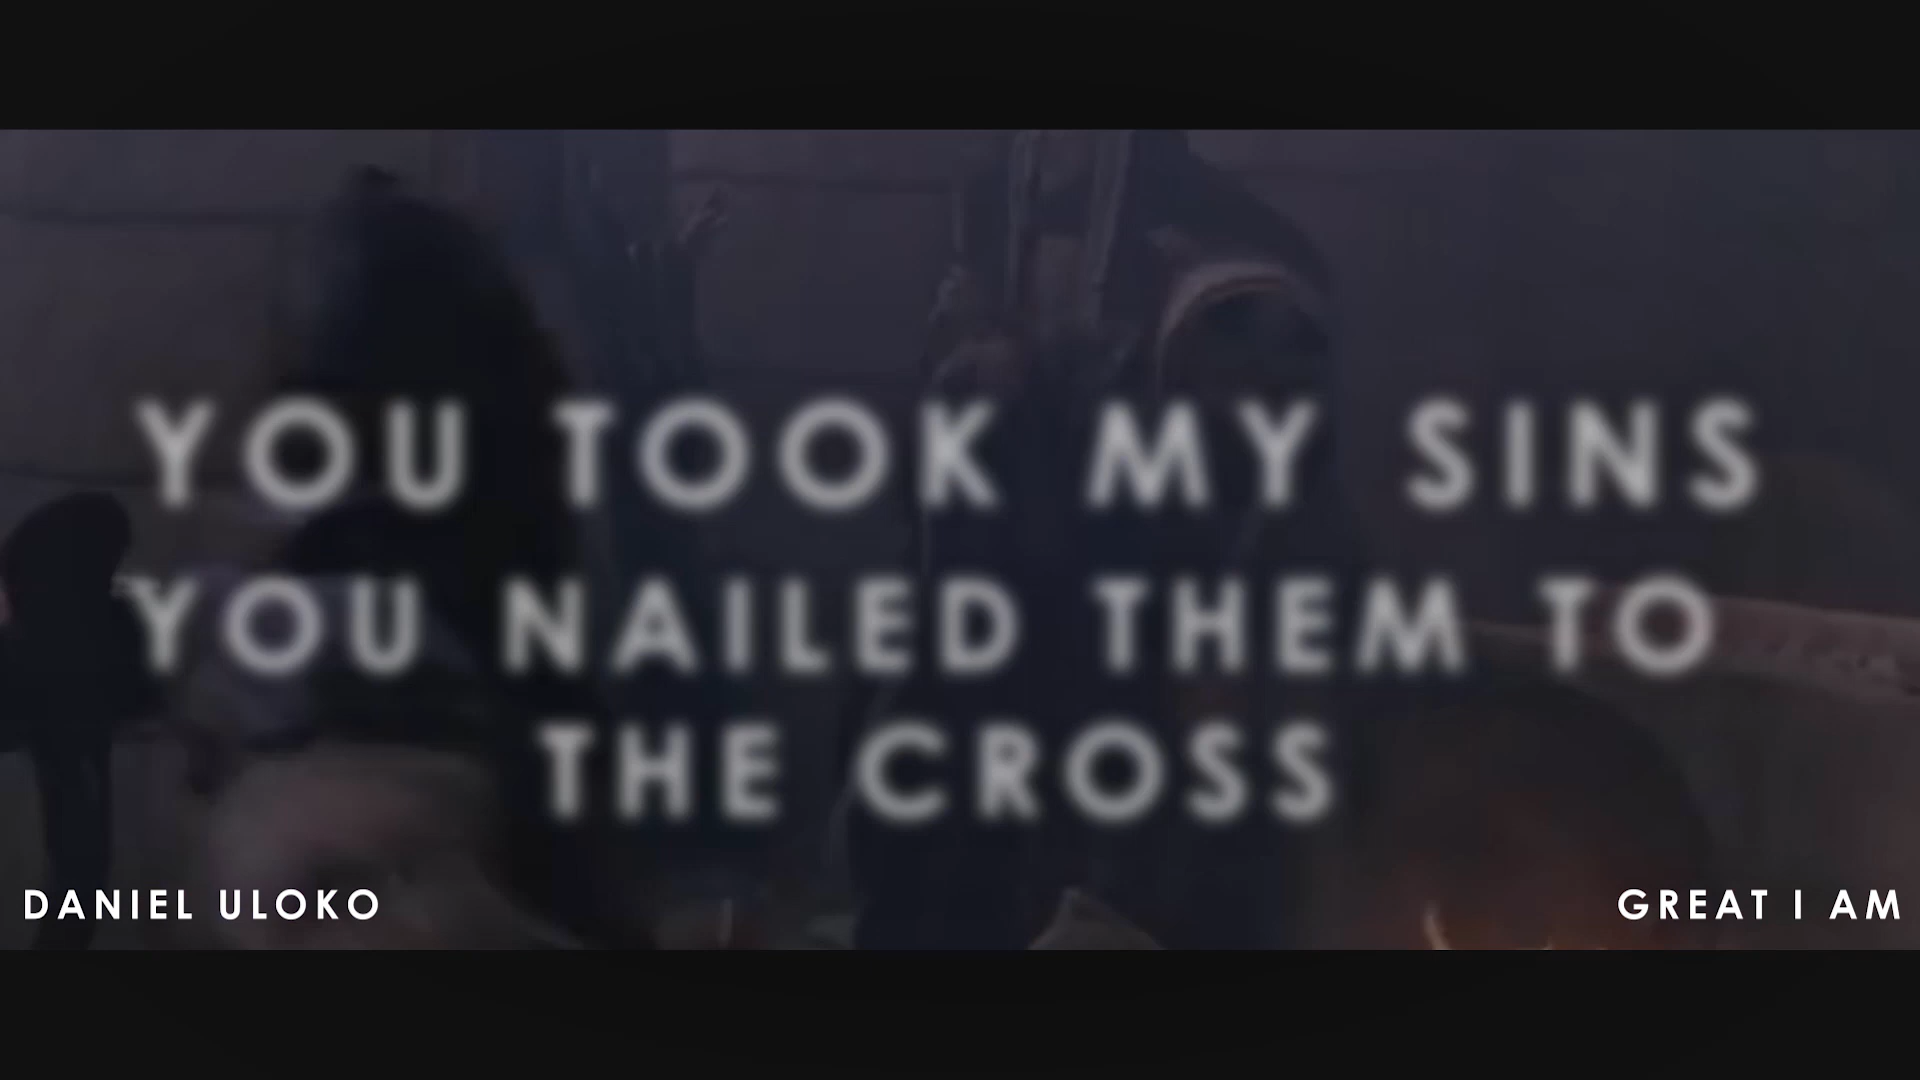 YOU TOOK MY SINS
YOU NAILED THEM TO
THE CROSS
DANIEL ULOKO
GREAT I AM